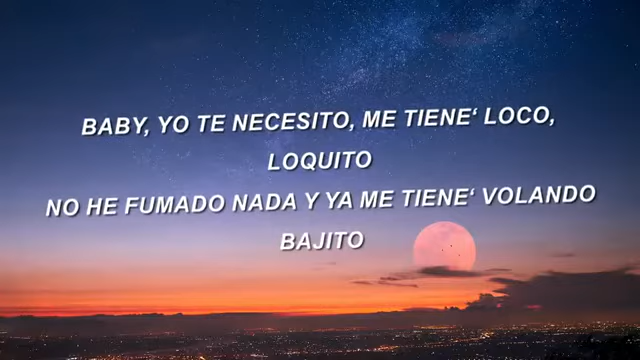 BABY, YO TE NECESITO, ME TIENE‘ LOCO,
LOQUITO
NO HE FUMADO NADA Y YA ME TIENE‘ VOLANDO
BAJITO